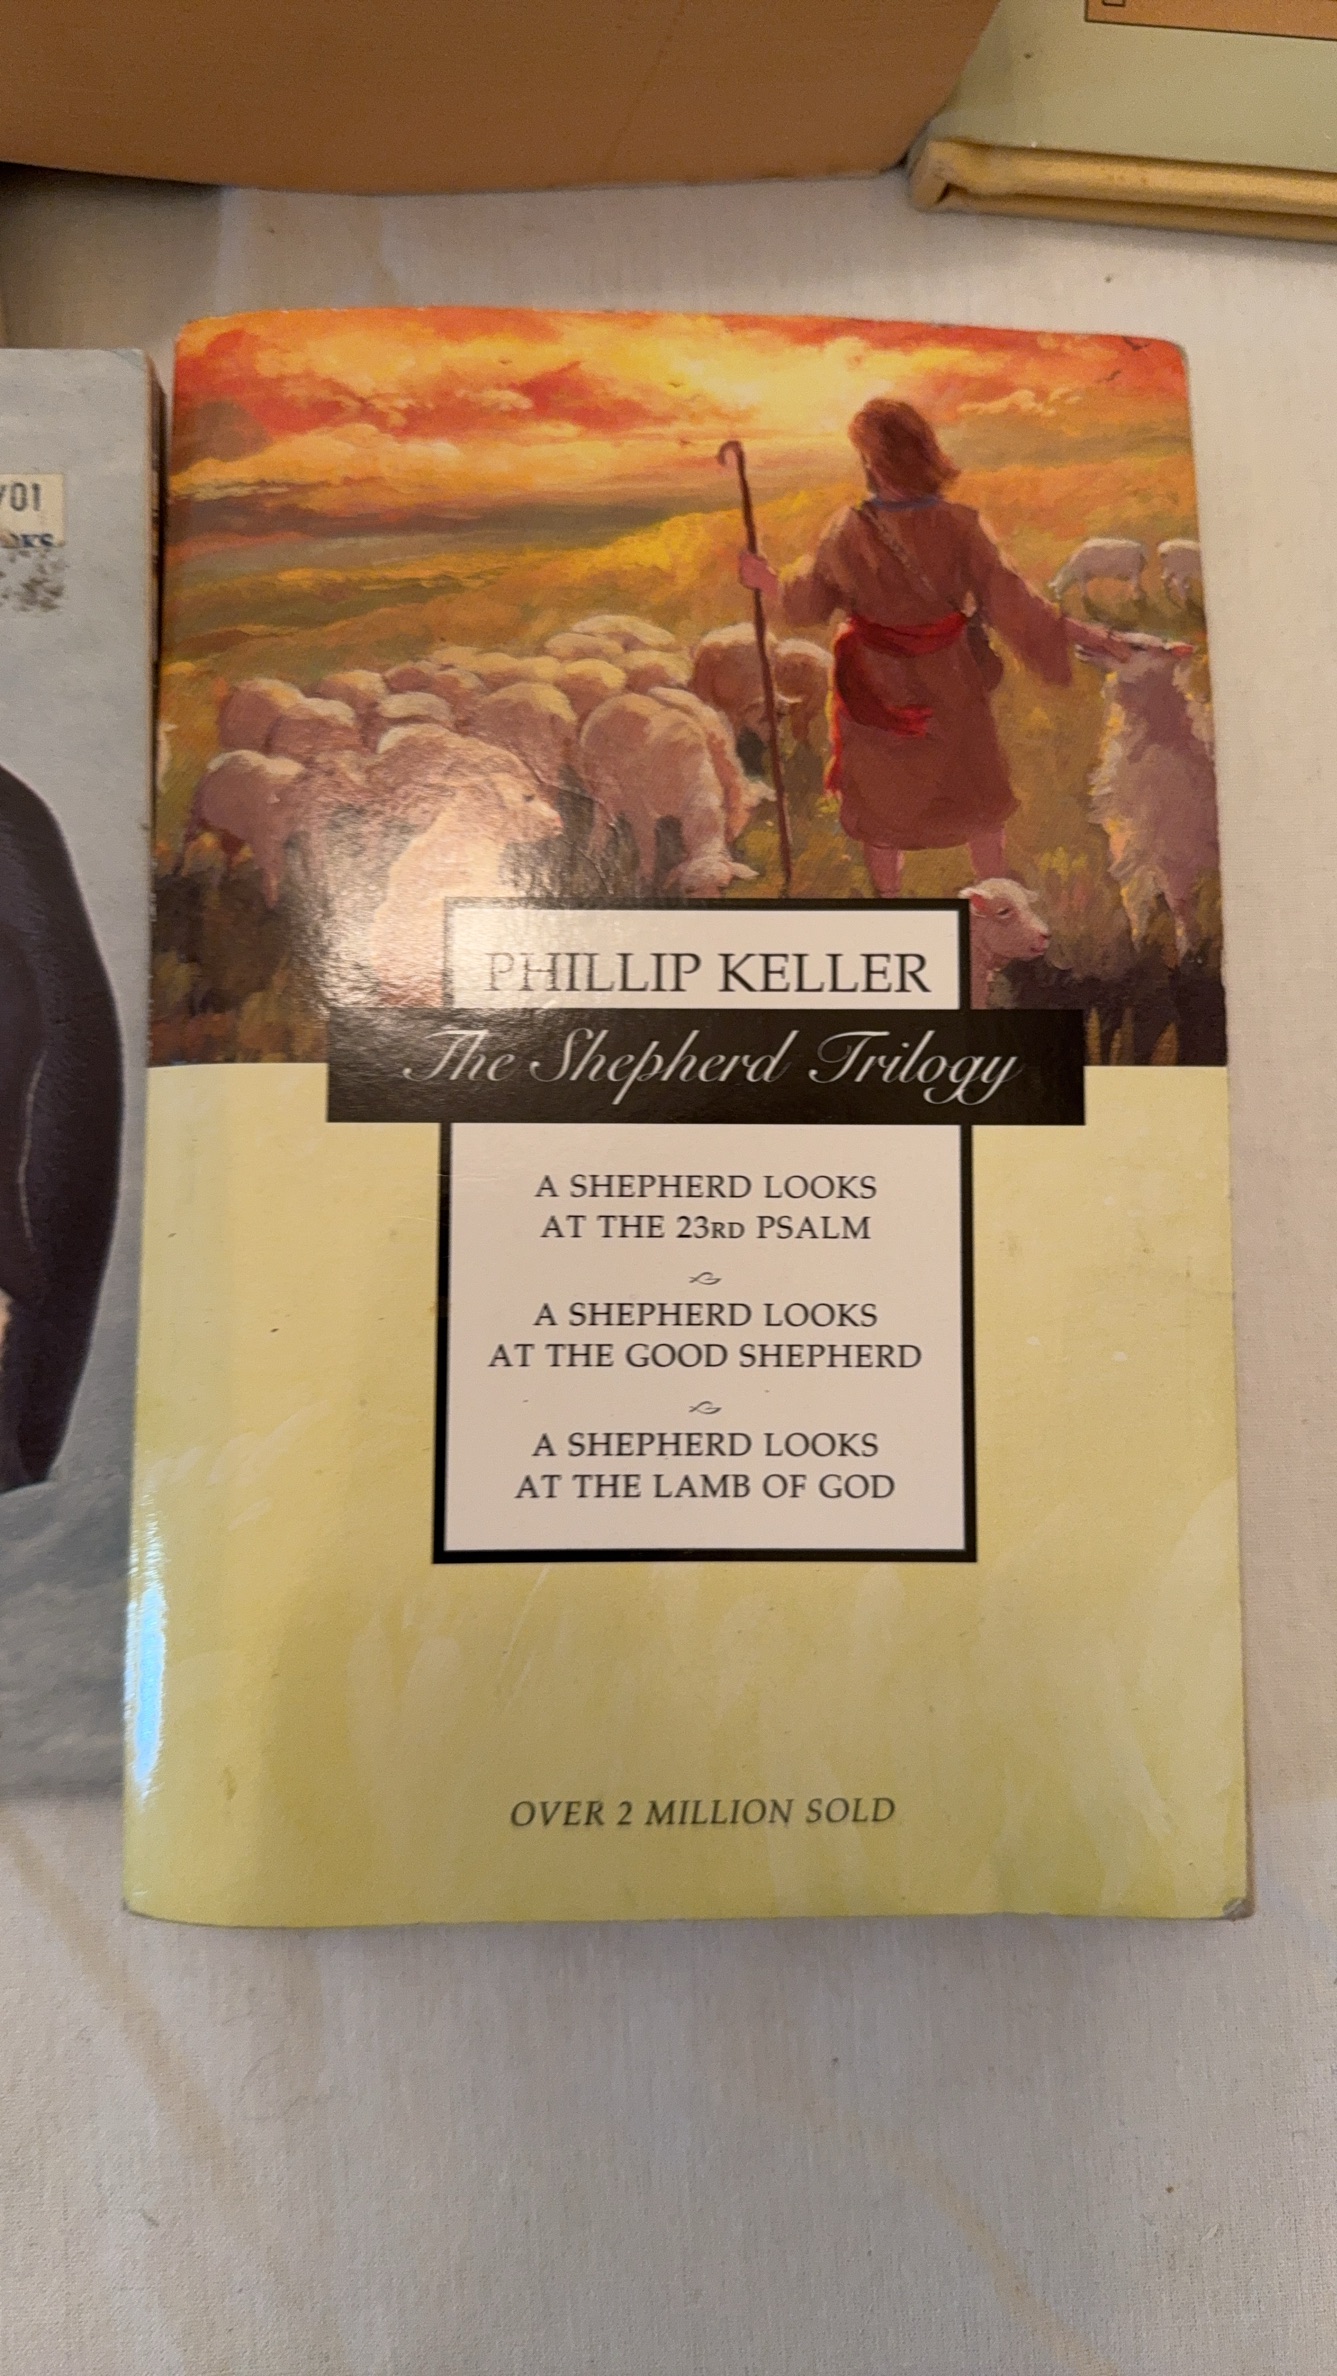 /01
PHILLIP KELLER
The Shepherd Trilogy
A SHEPHERD LOOKS
AT THE 23RD PSALM
A SHEPHERD LOOKS
AT THE GOOD SHEPHERD
A SHEPHERD LOOKS
AT THE LAMB OF GOD
OVER 2 MILLION SOLD